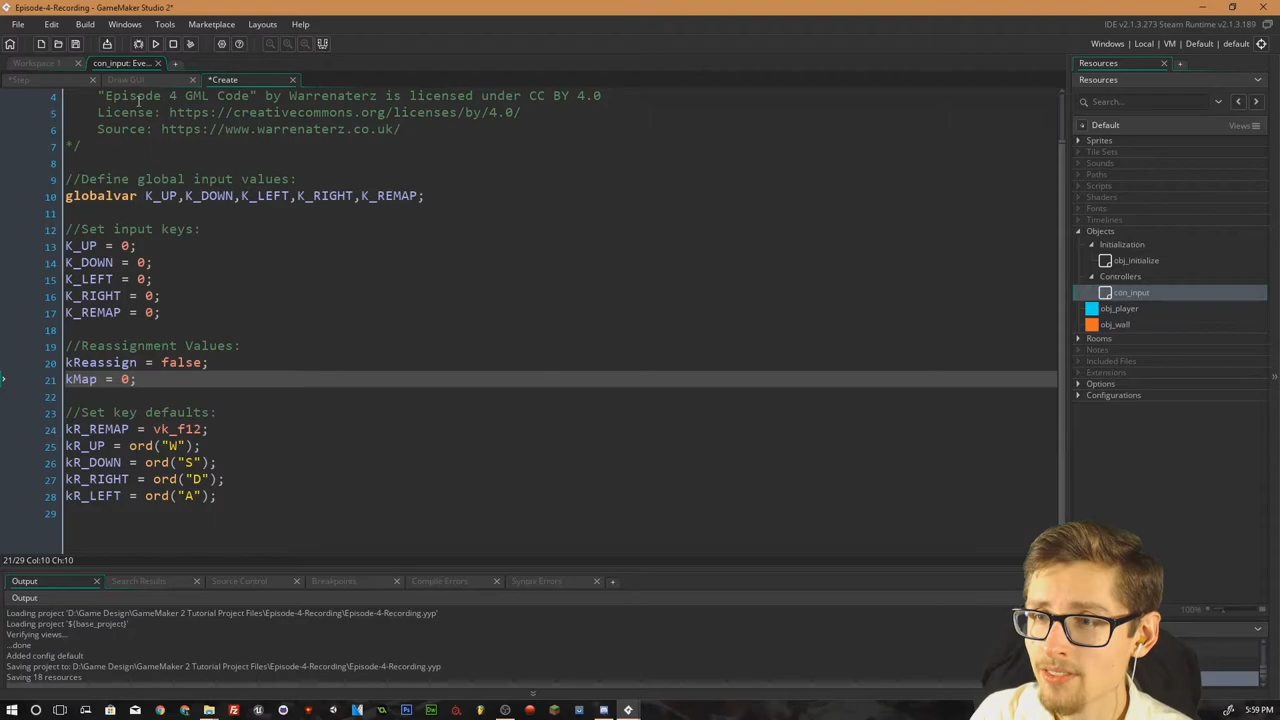 Episode-4-Recording - GameMaker Studio 2*
File Edit Build Windows Tools Marketplace Layouts Help
IDE v2.1.3.273 Steam Runtime v2.1.3.189
Windows | Local | VM | Default | default
Workspace 1 con_input: Eve...
*Step Draw GUI *Create
4 "Episode 4 GML Code" by Warrenaterz is licensed under CC BY 4.0
5 License: https://creativecommons.org/licenses/by/4.0/
6 Source: https://www.warrenaterz.co.uk/
7 */
8
9 //Define global input values:
10 globalvar K_UP,K_DOWN,K_LEFT,K_RIGHT,K_REMAP;
11
12 //Set input keys:
13 K_UP = 0;
14 K_DOWN = 0;
15 K_LEFT = 0;
16 K_RIGHT = 0;
17 K_REMAP = 0;
18
19 //Reassignment Values:
20 kReassign = false;
21 kMap = 0;
22
23 //Set key defaults:
24 kR_REMAP = vk_f12;
25 kR_UP = ord("W");
26 kR_DOWN = ord("S");
27 kR_RIGHT = ord("D");
28 kR_LEFT = ord("A");
29
21/29 Col:10 Ch:10
Resources
Resources
Search...
Default Views
Sprites
Tile Sets
Sounds
Paths
Scripts
Shaders
Fonts
Timelines
Objects
Initialization
obj_initialize
Controllers
con_input
obj_player
obj_wall
Rooms
Notes
Included Files
Extensions
Options
Configurations
100%
Output Search Results Source Control Breakpoints Compile Errors Syntax Errors
Output
Loading project 'D:\Game Design\GameMaker 2 Tutorial Project Files\Episode-4-Recording\Episode-4-Recording.yyp'
Loading project '${base_project}'
Verifying views...
...done
Added config default
Saving project to: D:\Game Design\GameMaker 2 Tutorial Project Files\Episode-4-Recording\Episode-4-Recording.yyp
Saving 18 resources
5:59 PM